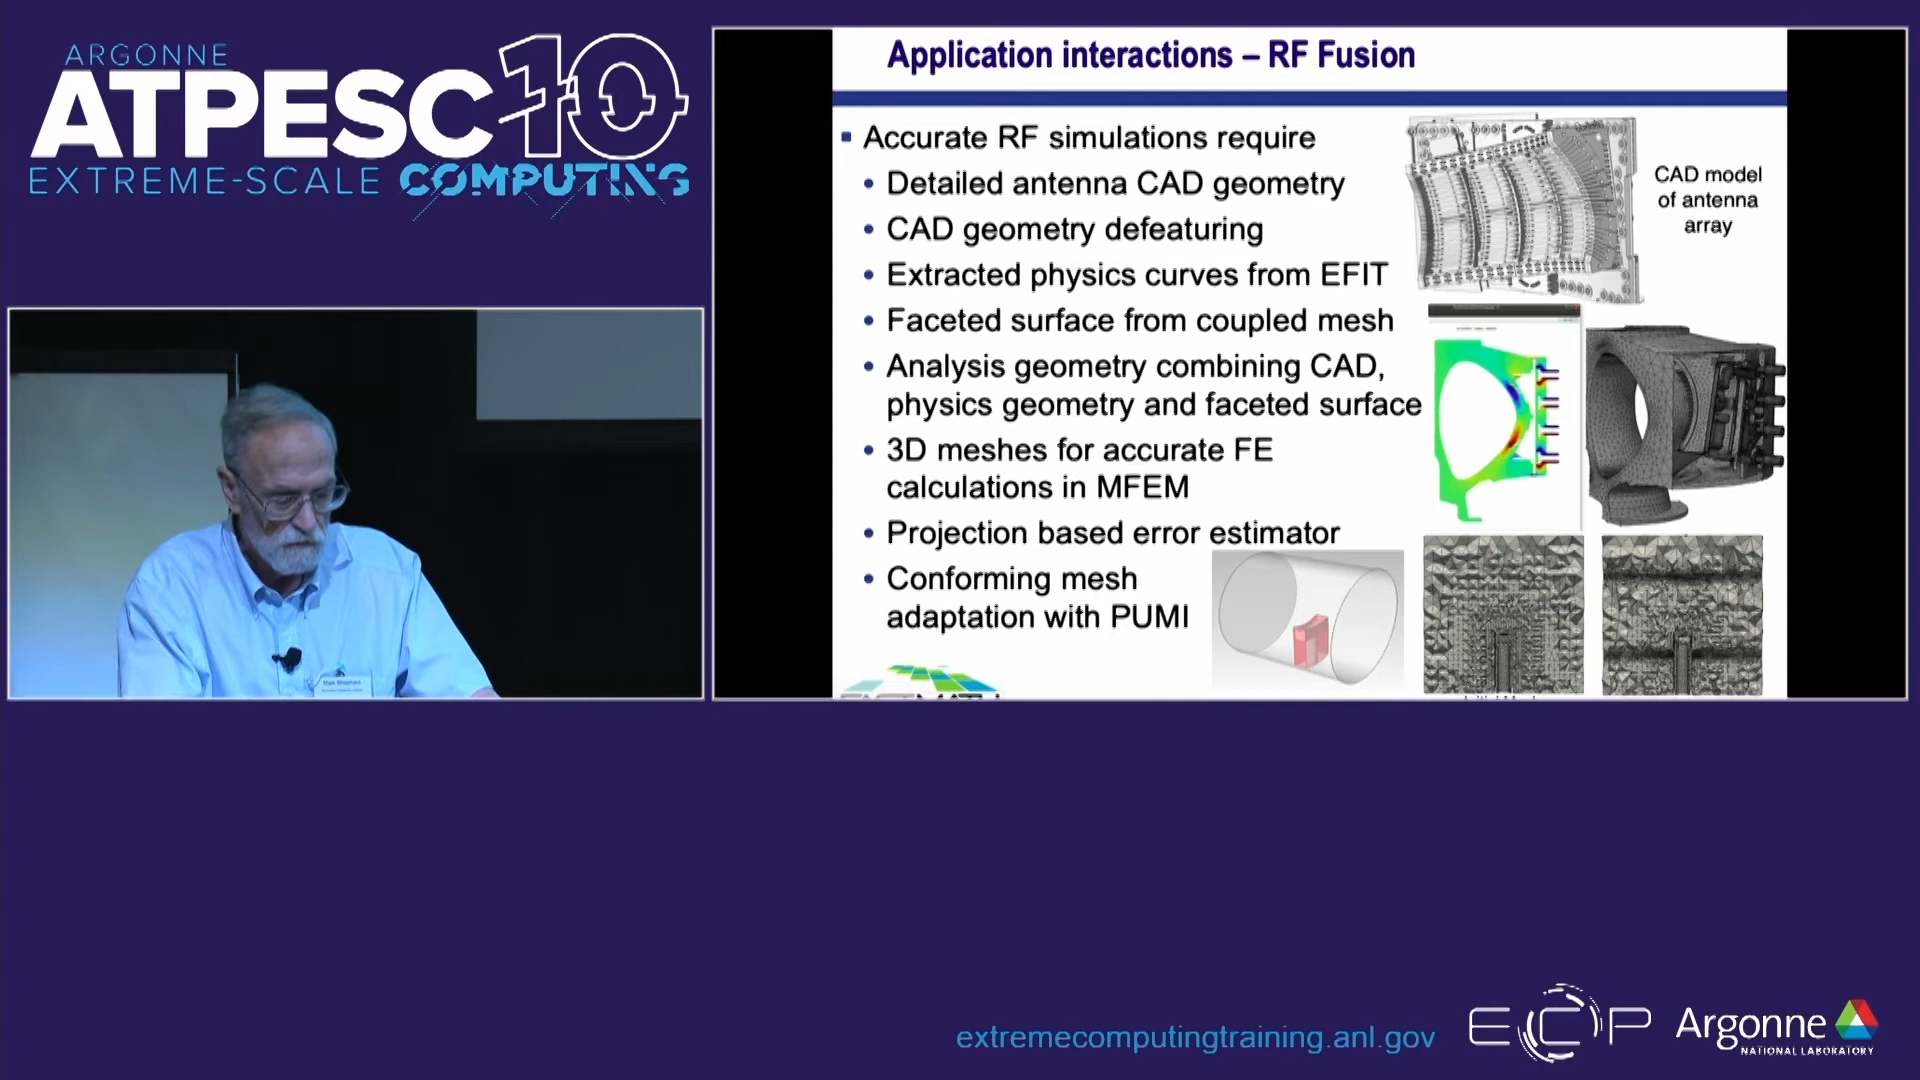 ARGONNE
ATPESC10
EXTREME-SCALE COMPUTING
Application interactions – RF Fusion
Accurate RF simulations require
Detailed antenna CAD geometry
CAD geometry defeaturing
Extracted physics curves from EFIT
Faceted surface from coupled mesh
Analysis geometry combining CAD,
physics geometry and faceted surface
3D meshes for accurate FE
calculations in MFEM
Projection based error estimator
Conforming mesh
adaptation with PUMI
CAD model
of antenna
array
Mark Shephard
extremecomputingtraining.anl.gov
ECP
Argonne
NATIONAL LABORATORY